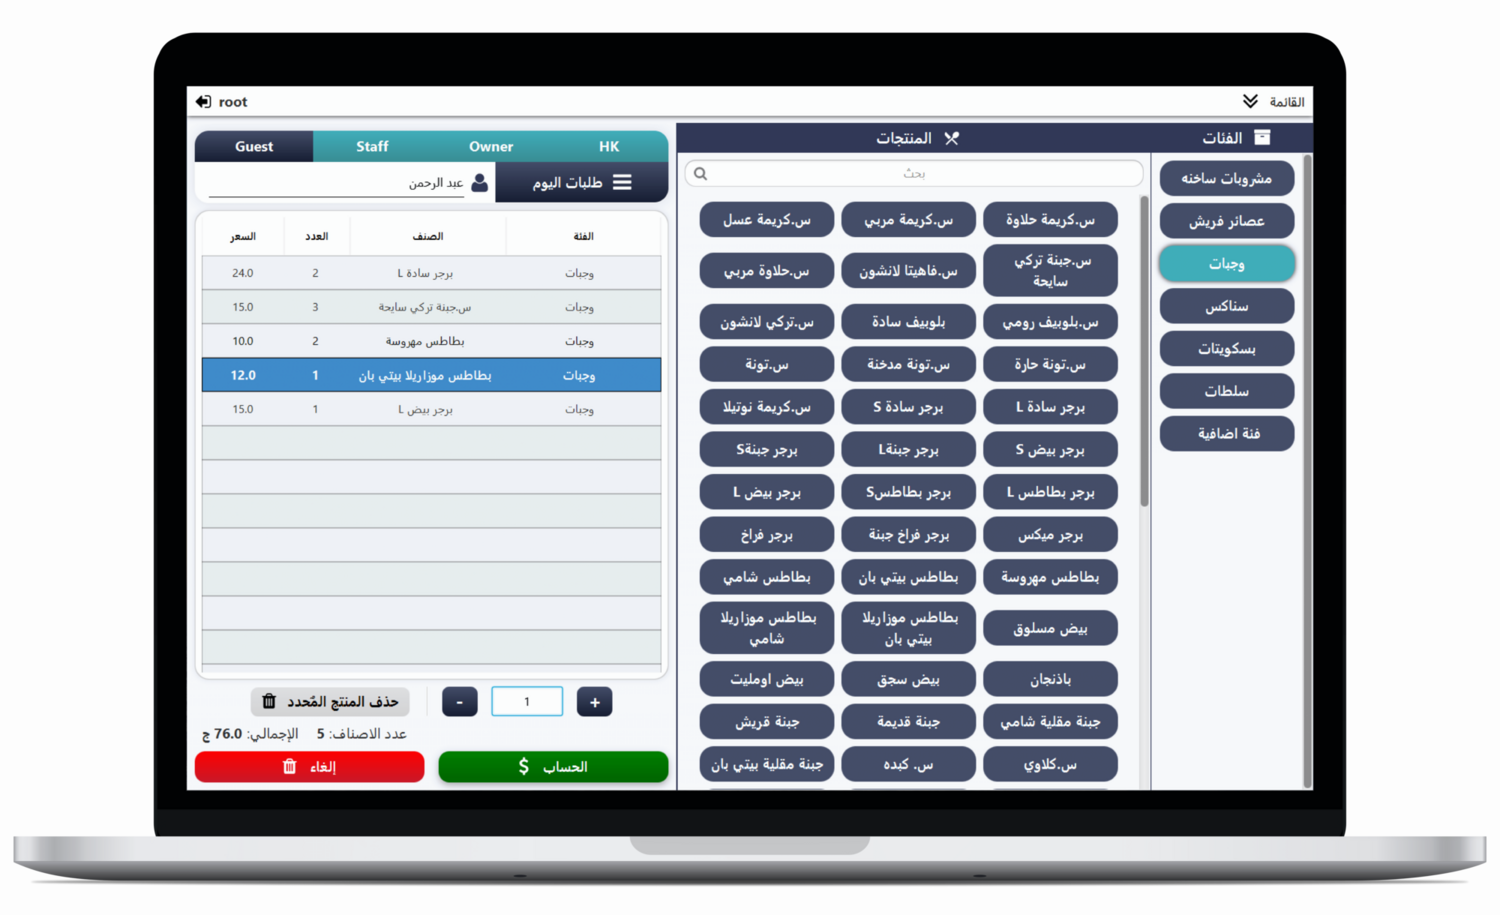 root
القائمة
Guest
Staff
Owner
HK
طلبات اليوم
عبد الرحمن
الفئة
الصنف
العدد
السعر
وجبات
برجر سادة L
2
24.0
وجبات
س.جبنة تركي سايحة
3
15.0
وجبات
بطاطس مهروسة
2
10.0
وجبات
بطاطس موزاريلا بيتي بان
1
12.0
وجبات
برجر بيض L
1
15.0
+
1
-
حذف المنتج المُحدد
عدد الاصناف: 5
الإجمالي: 76.0 ج
الحساب $
إلغاء
المنتجات
بحث
س.كريمة حلاوة
س.كريمة مربي
س.كريمة عسل
س.جبنة تركي
سايحة
س.فاهيتا لانشون
س.حلاوة مربي
س.بلوبيف رومي
بلوبيف سادة
س.تركي لانشون
س.تونة حارة
س.تونة مدخنة
س.تونة
برجر سادة L
برجر سادة S
س.كريمة نوتيلا
برجر بيض S
برجر جبنةL
برجر جبنةS
برجر بطاطس L
برجر بطاطسS
برجر بيض L
برجر ميكس
برجر فراخ جبنة
برجر فراخ
بطاطس مهروسة
بطاطس بيتي بان
بطاطس شامي
بيض مسلوق
بطاطس موزاريلا
بيتي بان
بطاطس موزاريلا
شامي
باذنجان
بيض سجق
بيض اومليت
جبنة مقلية شامي
جبنة قديمة
جبنة قريش
س.كلاوي
س. كبده
جبنة مقلية بيتي بان
الفئات
مشروبات ساخنه
عصائر فريش
وجبات
سناكس
بسكويتات
سلطات
فئة اضافية